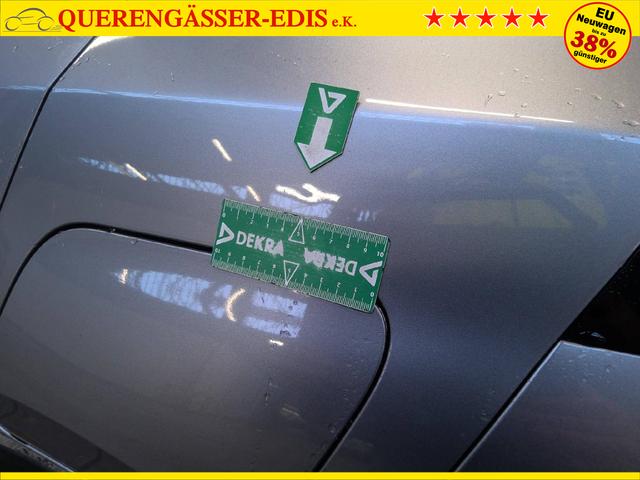 QUERENGÄSSER-EDIS e.K.
EU
Neuwagen
bis zu
38%
günstiger
DEKRA
DEKRA